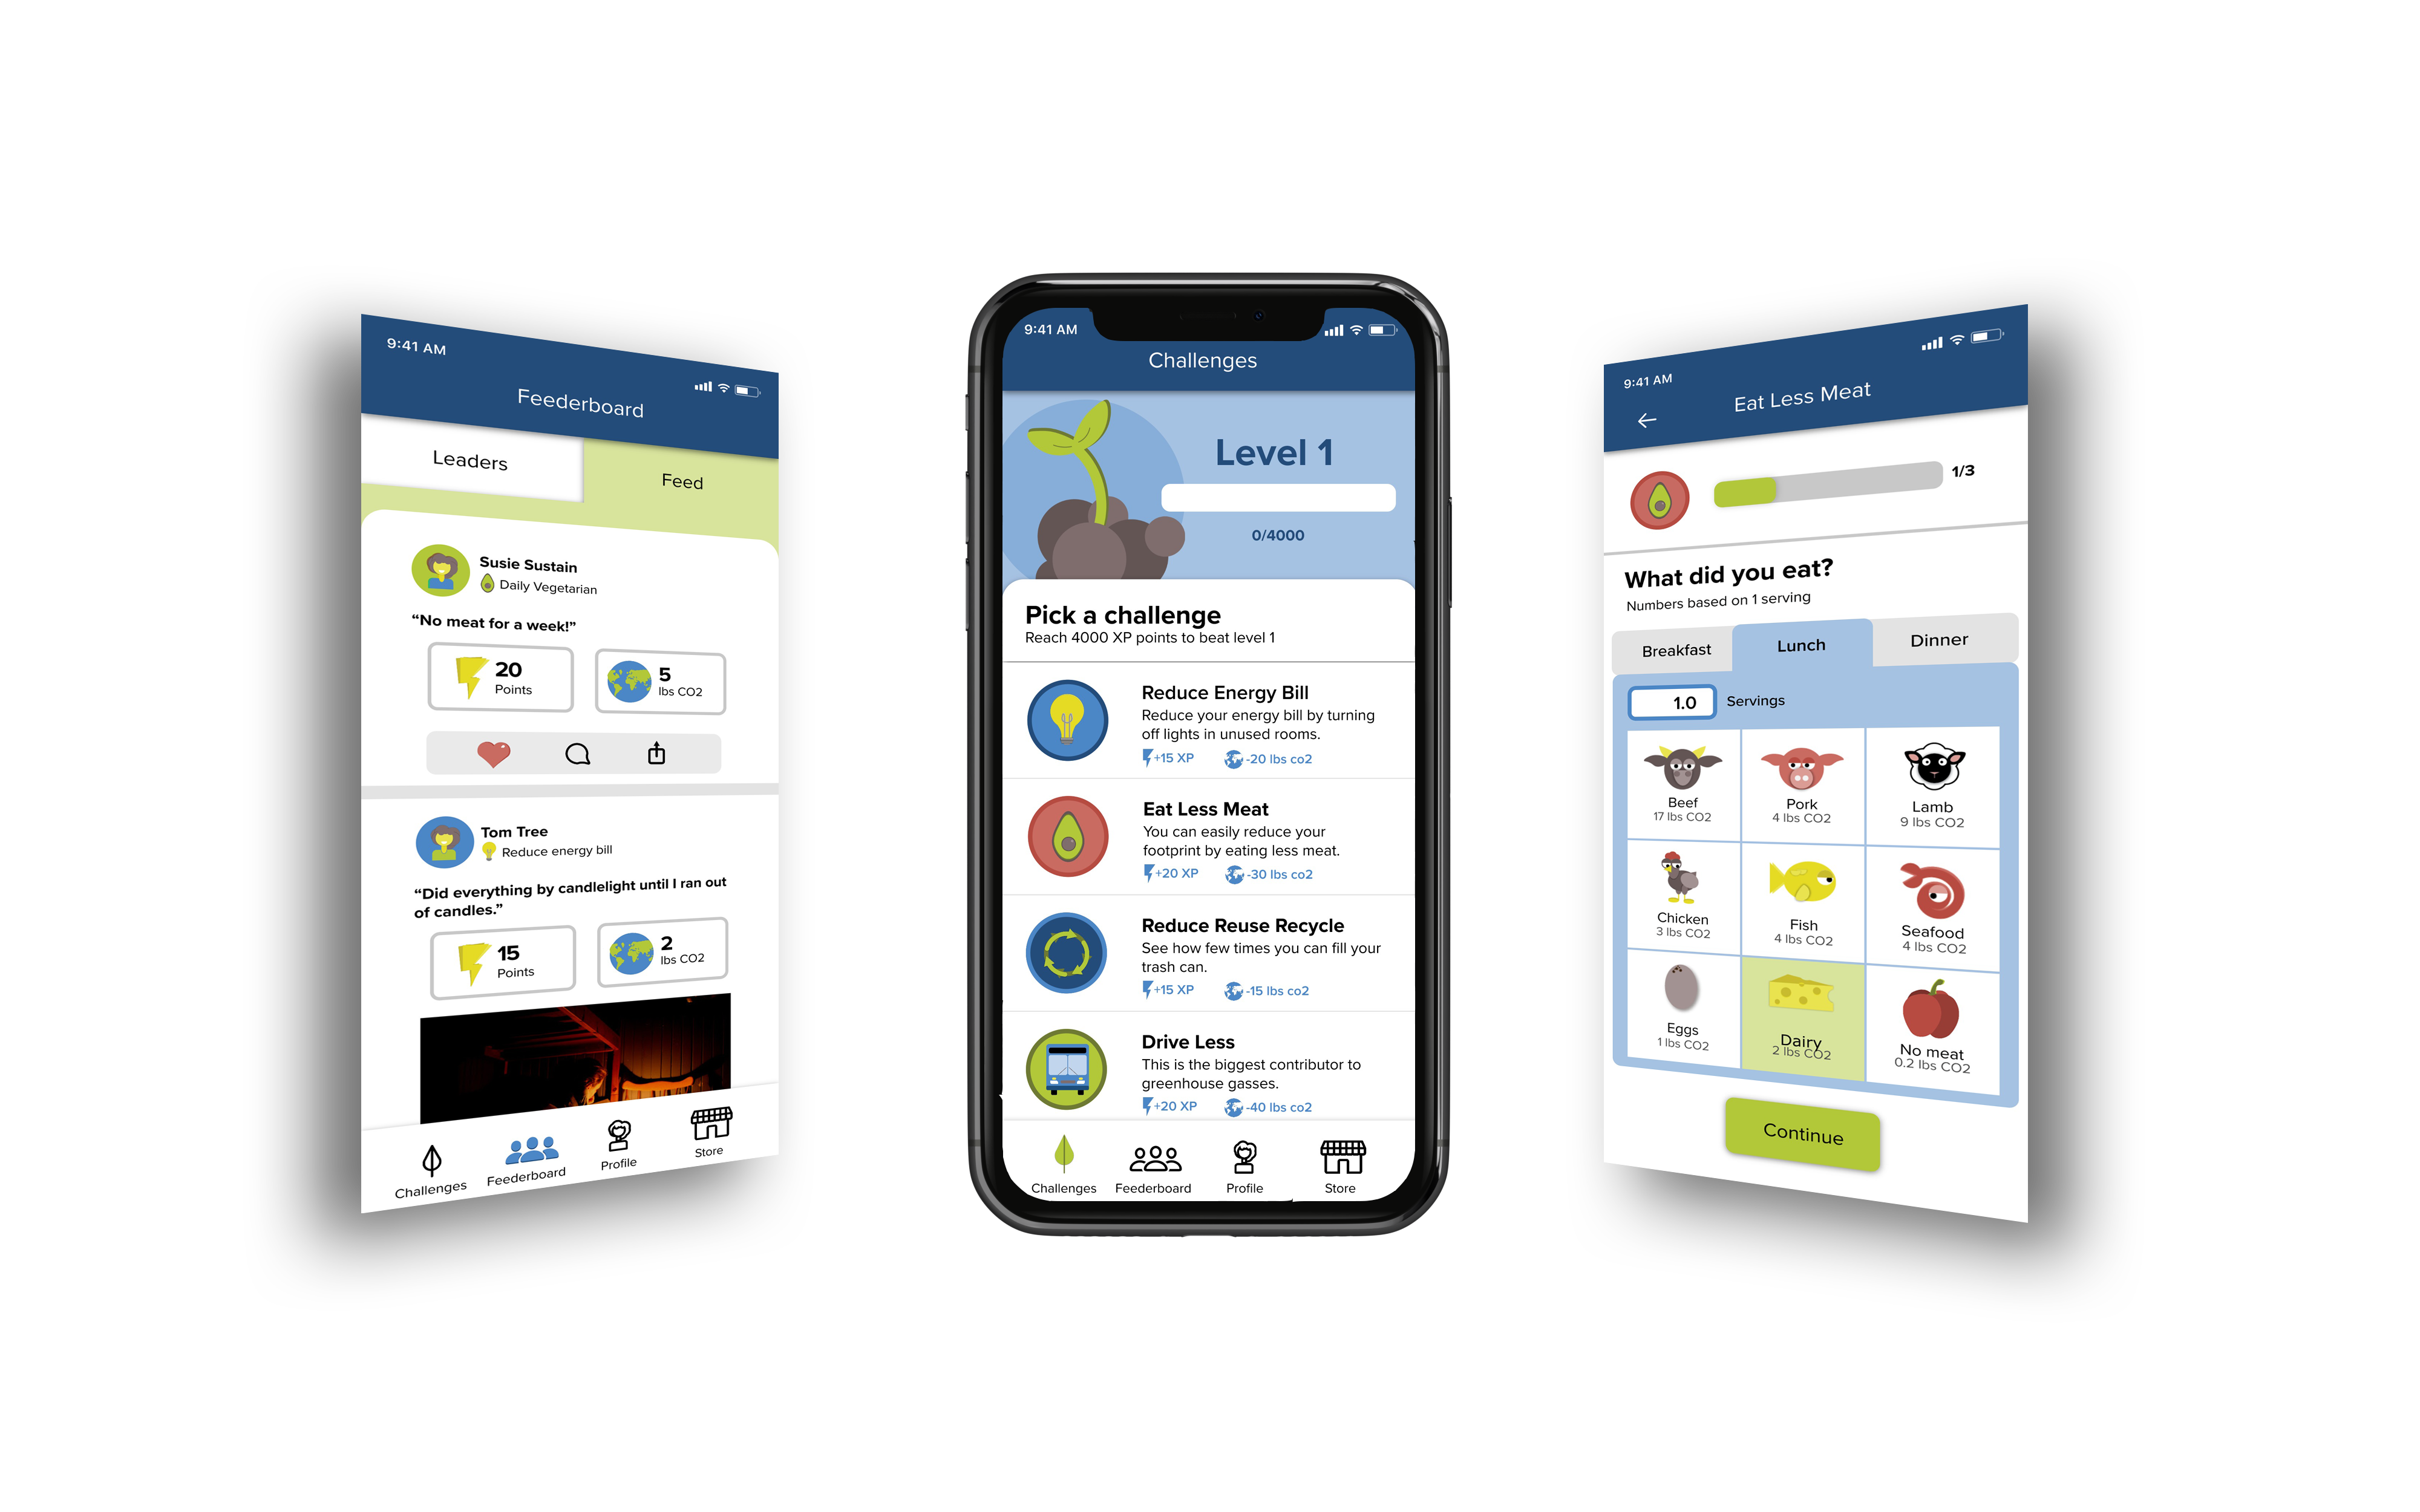 9:41 AM
Feederboard
Leaders
Feed
Susie Sustain
Daily Vegetarian
“No meat for a week!”
20
Points
5
lbs CO2
Tom Tree
Reduce energy bill
“Did everything by candlelight until I ran out
of candles.”
15
Points
2
lbs CO2
Challenges
Feederboard
Profile
Store
9:41 AM
Challenges
Level 1
0/4000
Pick a challenge
Reach 4000 XP points to beat level 1
Reduce Energy Bill
Reduce your energy bill by turning
off lights in unused rooms.
+15 XP
-20 lbs co2
Eat Less Meat
You can easily reduce your
footprint by eating less meat.
+20 XP
-30 lbs co2
Reduce Reuse Recycle
See how few times you can fill your
trash can.
+15 XP
-15 lbs co2
Drive Less
This is the biggest contributor to
greenhouse gasses.
+20 XP
-40 lbs co2
Challenges
Feederboard
Profile
Store
9:41 AM
Eat Less Meat
1/3
What did you eat?
Numbers based on 1 serving
Breakfast
Lunch
Dinner
1.0
Servings
Beef
17 lbs CO2
Pork
4 lbs CO2
Lamb
9 lbs CO2
Chicken
3 lbs CO2
Fish
4 lbs CO2
Seafood
4 lbs CO2
Eggs
1 lbs CO2
Dairy
2 lbs CO2
No meat
0.2 lbs CO2
Continue